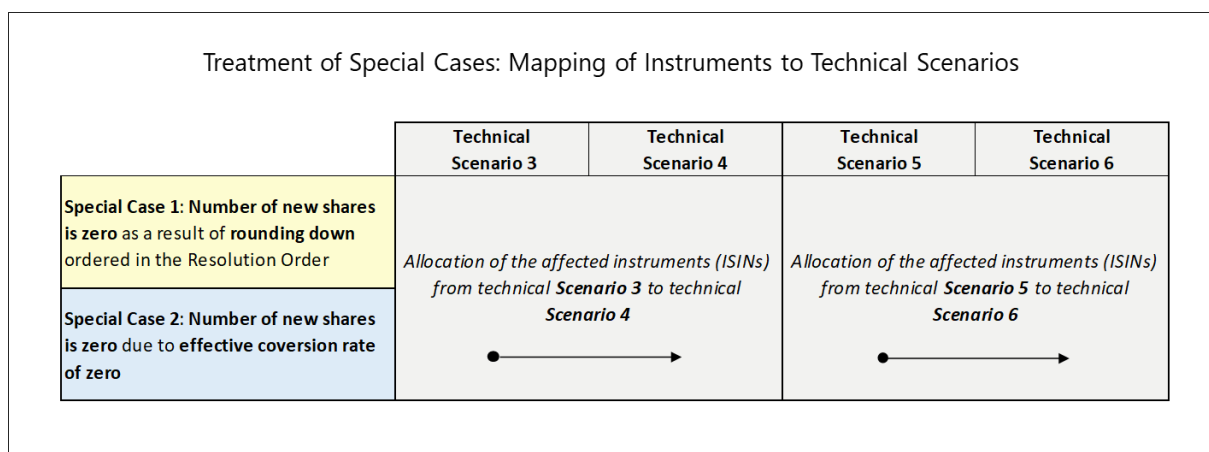 Treatment of Special Cases: Mapping of Instruments to Technical Scenarios
Technical
Scenario 3
Technical
Scenario 4
Technical
Scenario 5
Technical
Scenario 6
Special Case 1: Number of new shares
is zero as a result of rounding down
ordered in the Resolution Order
Special Case 2: Number of new shares
is zero due to effective coversion rate
of zero
Allocation of the affected instruments (ISINs)
from technical Scenario 3 to technical
Scenario 4
Allocation of the affected instruments (ISINs)
from technical Scenario 5 to technical
Scenario 6